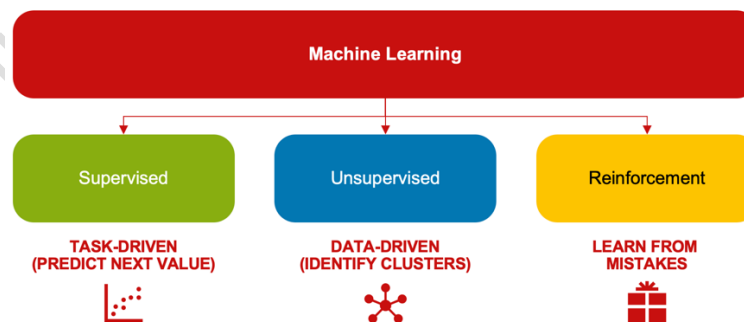 Machine Learning
Supervised
Unsupervised
Reinforcement
TASK-DRIVEN
(PREDICT NEXT VALUE)
DATA-DRIVEN
(IDENTIFY CLUSTERS)
LEARN FROM
MISTAKES